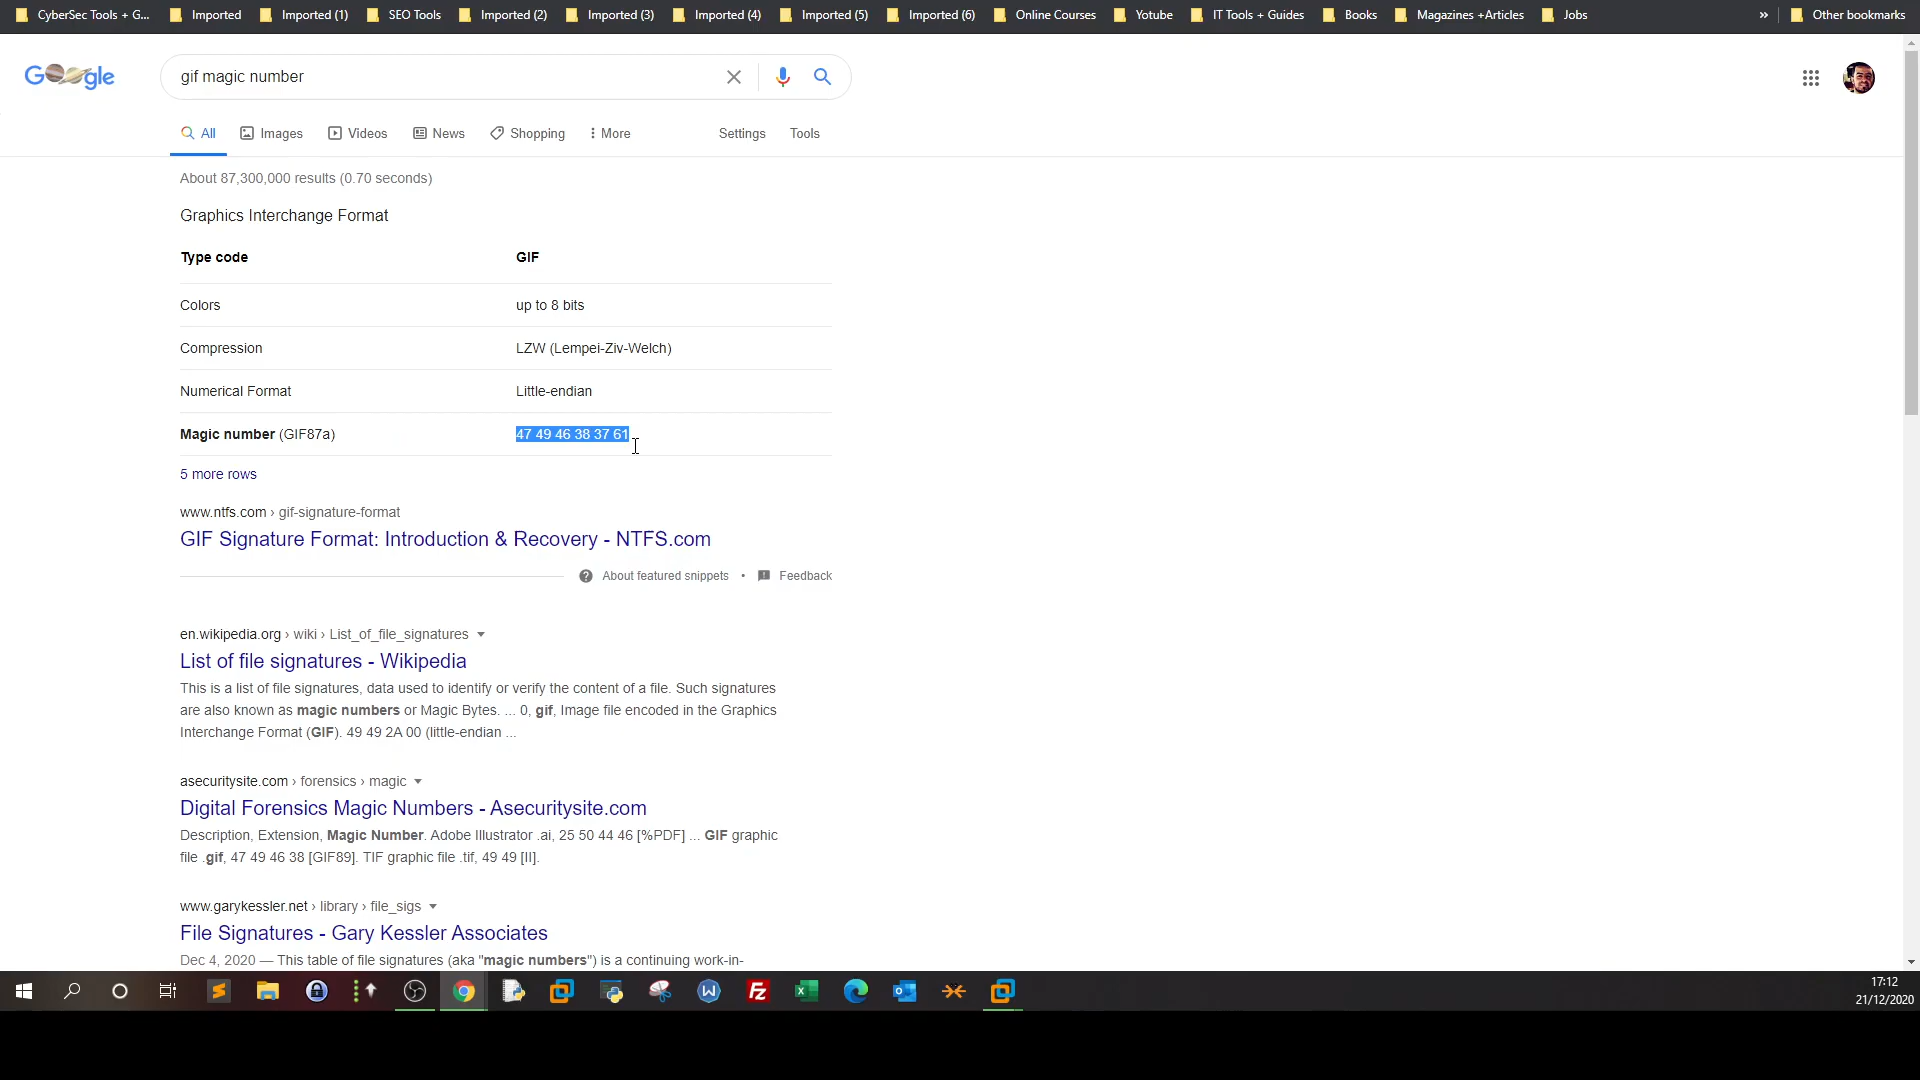 CyberSec Tools + G... Imported Imported (1) SEO Tools Imported (2) Imported (3) Imported (4) Imported (5) Imported (6) Online Courses Yotube IT Tools + Guides Books Magazines +Articles Jobs » Other bookmarks
Google gif magic number
All Images Videos News Shopping More Settings Tools
About 87,300,000 results (0.70 seconds)
Graphics Interchange Format
Type code GIF
Colors up to 8 bits
Compression LZW (Lempei-Ziv-Welch)
Numerical Format Little-endian
Magic number (GIF87a) 47 49 46 38 37 61
5 more rows
www.ntfs.com › gif-signature-format
GIF Signature Format: Introduction & Recovery - NTFS.com
About featured snippets • Feedback
en.wikipedia.org › wiki › List_of_file_signatures
List of file signatures - Wikipedia
This is a list of file signatures, data used to identify or verify the content of a file. Such signatures
are also known as magic numbers or Magic Bytes. ... 0, gif, Image file encoded in the Graphics
Interchange Format (GIF). 49 49 2A 00 (little-endian ...
asecuritysite.com › forensics › magic
Digital Forensics Magic Numbers - Asecuritysite.com
Description, Extension, Magic Number. Adobe Illustrator .ai, 25 50 44 46 [%PDF] ... GIF graphic
file .gif, 47 49 46 38 [GIF89]. TIF graphic file .tif, 49 49 [II].
www.garykessler.net › library › file_sigs
File Signatures - Gary Kessler Associates
Dec 4, 2020 — This table of file signatures (aka "magic numbers") is a continuing work-in-
17:12
21/12/2020